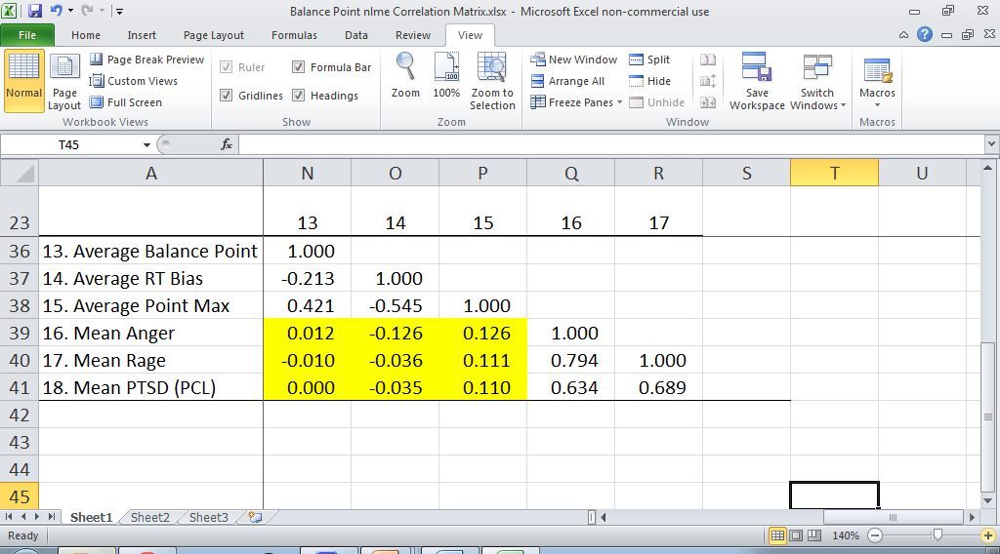 Balance Point nlme Correlation Matrix.xlsx - Microsoft Excel non-commercial use
File Home Insert Page Layout Formulas Data Review View
Normal Page Layout Page Break Preview Custom Views Full Screen
Ruler Formula Bar
Gridlines Headings
Zoom 100% Zoom to Selection
New Window Arrange All Freeze Panes
Split Hide Unhide
Save Workspace Switch Windows Macros
Workbook Views Show Zoom Window Macros
T45 fx
A N O P Q R S T U
23 13 14 15 16 17
36 13. Average Balance Point 1.000
37 14. Average RT Bias -0.213 1.000
38 15. Average Point Max 0.421 -0.545 1.000
39 16. Mean Anger 0.012 -0.126 0.126 1.000
40 17. Mean Rage -0.010 -0.036 0.111 0.794 1.000
41 18. Mean PTSD (PCL) 0.000 -0.035 0.110 0.634 0.689
42
43
44
45
Sheet1 Sheet2 Sheet3
Ready 140%